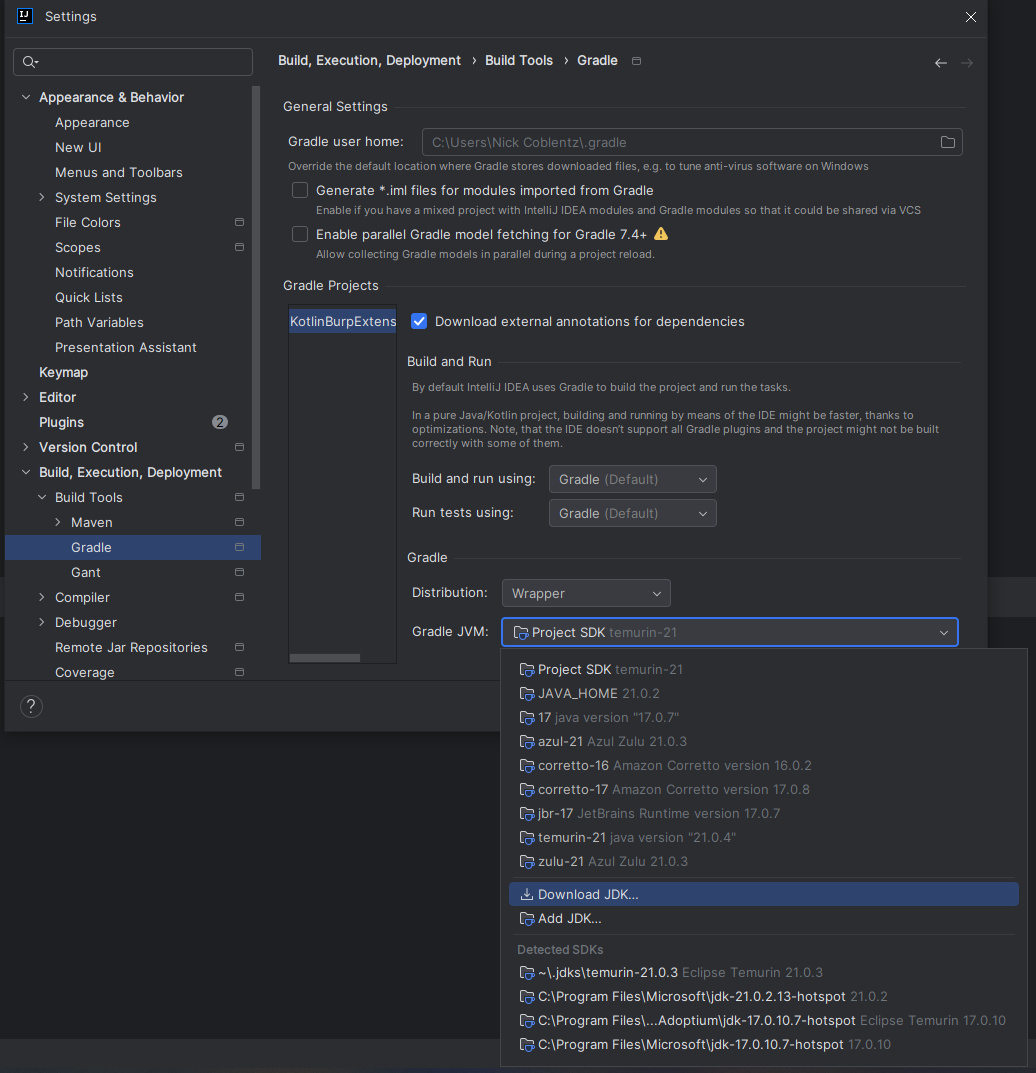 Settings
Appearance & Behavior
Appearance
New UI
Menus and Toolbars
System Settings
File Colors
Scopes
Notifications
Quick Lists
Path Variables
Presentation Assistant
Keymap
Editor
Plugins 2
Version Control
Build, Execution, Deployment
Build Tools
Maven
Gradle
Gant
Compiler
Debugger
Remote Jar Repositories
Coverage
?
Build, Execution, Deployment › Build Tools › Gradle
General Settings
Gradle user home: C:\Users\Nick Coblentz\.gradle
Override the default location where Gradle stores downloaded files, e.g. to tune anti-virus software on Windows
Generate *.iml files for modules imported from Gradle
Enable if you have a mixed project with IntelliJ IDEA modules and Gradle modules so that it could be shared via VCS
Enable parallel Gradle model fetching for Gradle 7.4+
Allow collecting Gradle models in parallel during a project reload.
Gradle Projects
KotlinBurpExtens
Download external annotations for dependencies
Build and Run
By default IntelliJ IDEA uses Gradle to build the project and run the tasks.
In a pure Java/Kotlin project, building and running by means of the IDE might be faster, thanks to
optimizations. Note, that the IDE doesn't support all Gradle plugins and the project might not be built
correctly with some of them.
Build and run using: Gradle (Default)
Run tests using: Gradle (Default)
Gradle
Distribution: Wrapper
Gradle JVM: Project SDK temurin-21
Project SDK temurin-21
JAVA_HOME 21.0.2
17 java version "17.0.7"
azul-21 Azul Zulu 21.0.3
corretto-16 Amazon Corretto version 16.0.2
corretto-17 Amazon Corretto version 17.0.8
jbr-17 JetBrains Runtime version 17.0.7
temurin-21 java version "21.0.4"
zulu-21 Azul Zulu 21.0.3
Download JDK...
Add JDK...
Detected SDKs
~\.jdks\temurin-21.0.3 Eclipse Temurin 21.0.3
C:\Program Files\Microsoft\jdk-21.0.2.13-hotspot 21.0.2
C:\Program Files\...Adoptium\jdk-17.0.10.7-hotspot Eclipse Temurin 17.0.10
C:\Program Files\Microsoft\jdk-17.0.10.7-hotspot 17.0.10